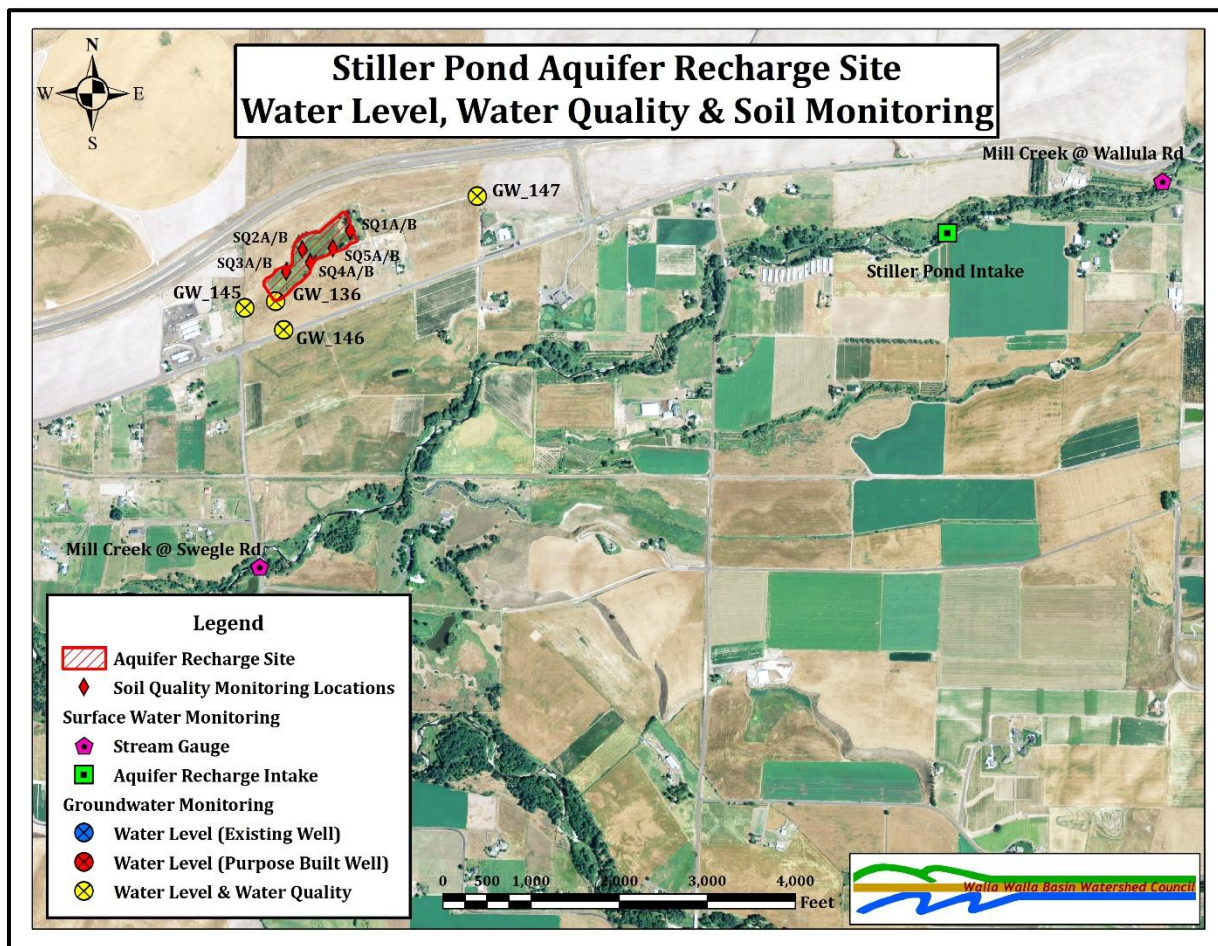 Stiller Pond Aquifer Recharge Site
Water Level, Water Quality & Soil Monitoring
N
W
E
S
Mill Creek @ Wallula Rd
GW_147
SQ1A/B
SQ2A/B
SQ5A/B
SQ3A/B
SQ4A/B
Stiller Pond Intake
GW_145
GW_136
GW_146
Mill Creek @ Swegle Rd
Legend
Aquifer Recharge Site
Soil Quality Monitoring Locations
Surface Water Monitoring
Stream Gauge
Aquifer Recharge Intake
Groundwater Monitoring
Water Level (Existing Well)
Water Level (Purpose Built Well)
Water Level & Water Quality
0 500 1,000 2,000 3,000 4,000
Feet
Walla Walla Basin Watershed Council